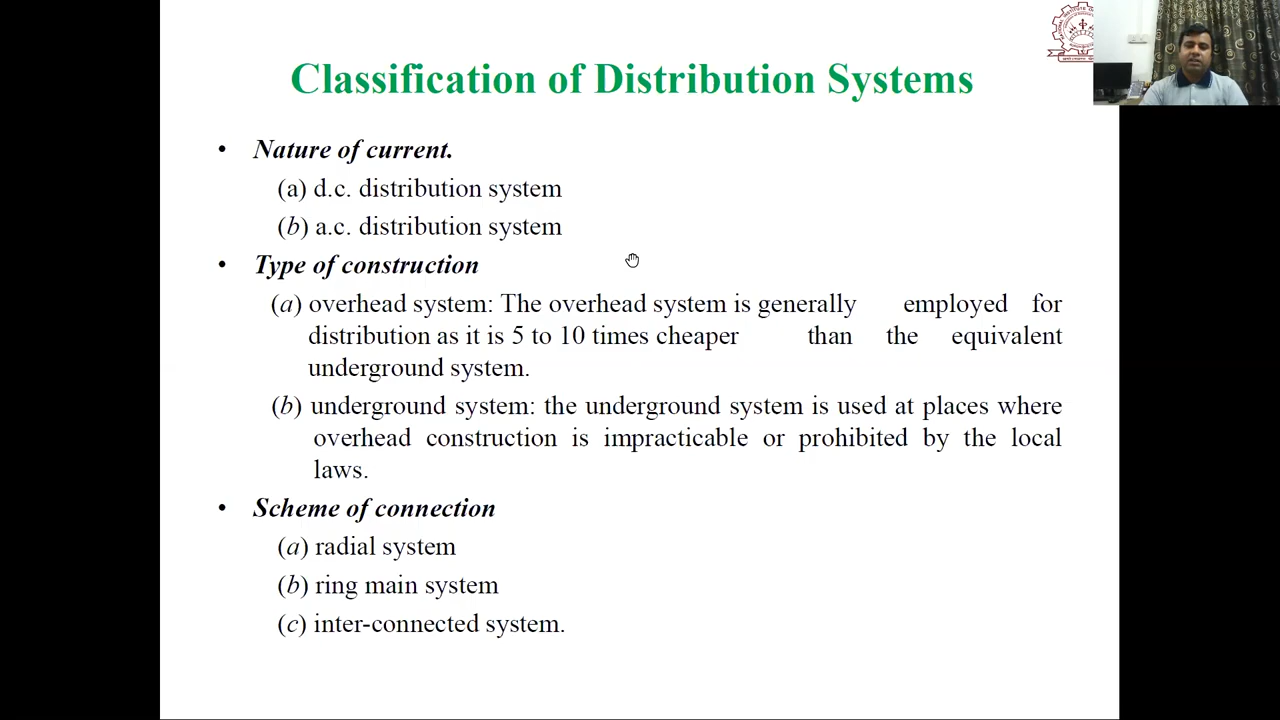 Classification of Distribution Systems
• Nature of current.
(a) d.c. distribution system
(b) a.c. distribution system
• Type of construction
(a) overhead system: The overhead system is generally employed for
distribution as it is 5 to 10 times cheaper than the equivalent
underground system.
(b) underground system: the underground system is used at places where
overhead construction is impracticable or prohibited by the local
laws.
• Scheme of connection
(a) radial system
(b) ring main system
(c) inter-connected system.